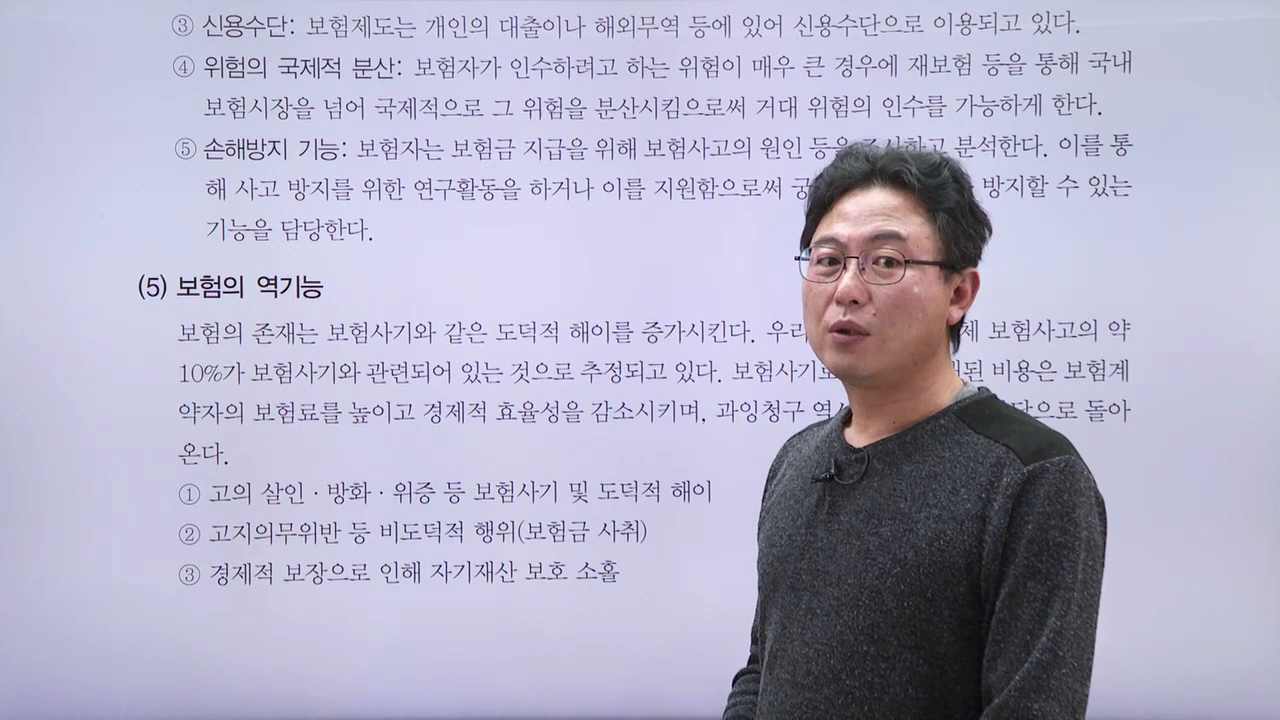 ③ 신용수단: 보험제도는 개인의 대출이나 해외무역 등에 있어 신용수단으로 이용되고 있다.
④ 위험의 국제적 분산: 보험자가 인수하려고 하는 위험이 매우 큰 경우에 재보험 등을 통해 국내
보험시장을 넘어 국제적으로 그 위험을 분산시킴으로써 거대 위험의 인수를 가능하게 한다.
⑤ 손해방지 기능: 보험자는 보험금 지급을 위해 보험사고의 원인 등을 분석한다. 이를 통
해 사고 방지를 위한 연구활동을 하거나 이를 지원함으로써 방지할 수 있는
기능을 담당한다.
(5) 보험의 역기능
보험의 존재는 보험사기와 같은 도덕적 해이를 증가시킨다. 보험사고의 약
10%가 보험사기와 관련되어 있는 것으로 추정되고 있다. 비용은 보험계
약자의 보험료를 높이고 경제적 효율성을 감소시키며, 과잉청구 돌아
온다.
① 고의 살인·방화·위증 등 보험사기 및 도덕적 해이
② 고지의무위반 등 비도덕적 행위(보험금 사취)
③ 경제적 보장으로 인해 자기재산 보호 소홀